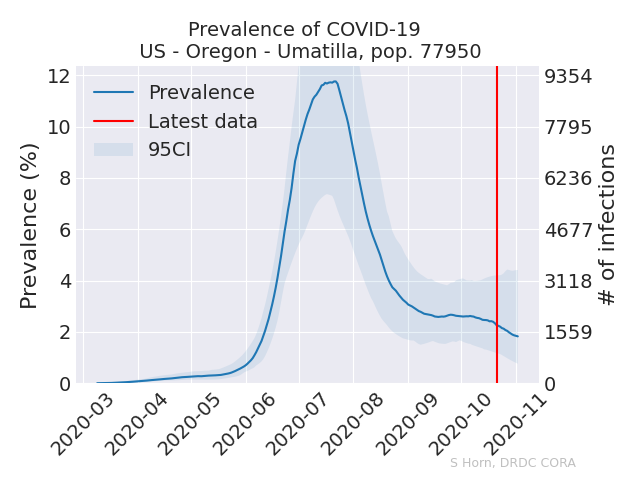 Prevalence of COVID-19
US - Oregon - Umatilla, pop. 77950
Prevalence (%)
12
10
8
6
4
2
0
Prevalence
Latest data
95CI
9354
7795
6236
4677
3118
1559
0
# of infections
2020-03
2020-04
2020-05
2020-06
2020-07
2020-08
2020-09
2020-10
2020-11
S Horn, DRDC CORA